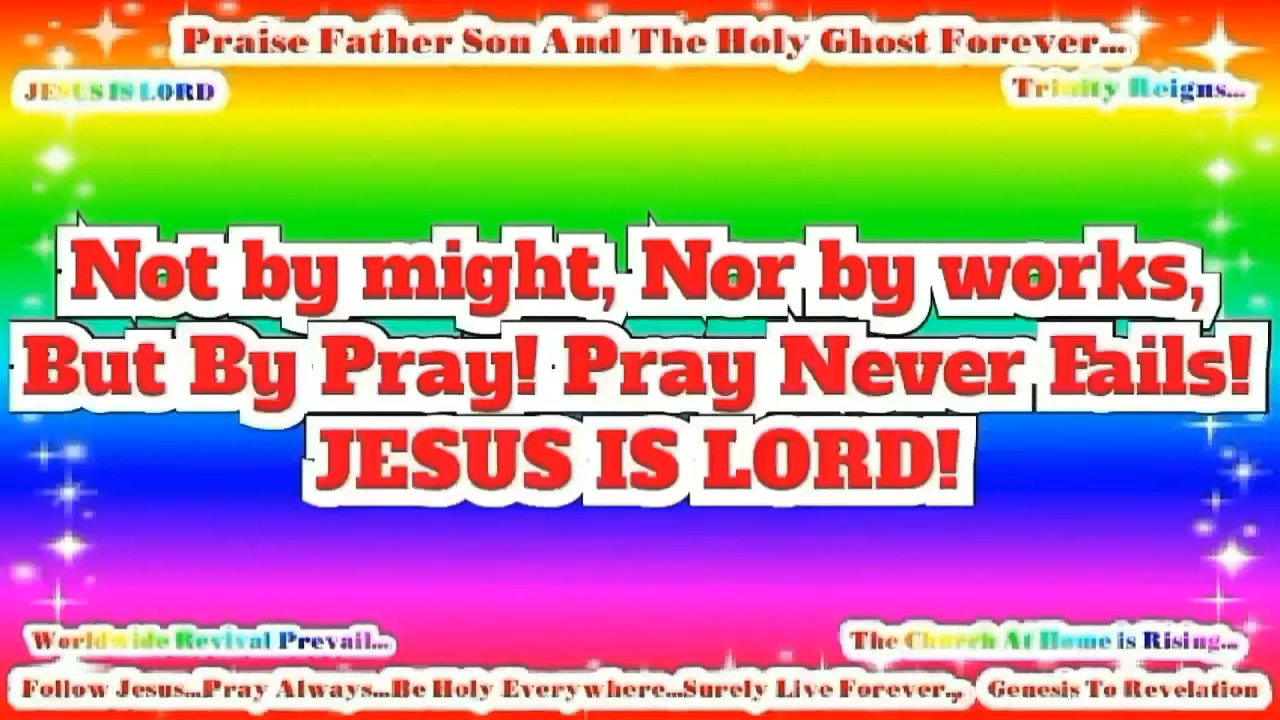 Praise Father Son And The Holy Ghost Forever...
JESUS IS LORD
Trinity Reigns...
Not by might, Nor by works,
But By Pray! Pray Never Fails!
JESUS IS LORD!
Worldwide Revival Prevail...
The Church At Home is Rising...
Follow Jesus...Pray Always...Be Holy Everywhere...Surely Live Forever.,,
Genesis To Revelation